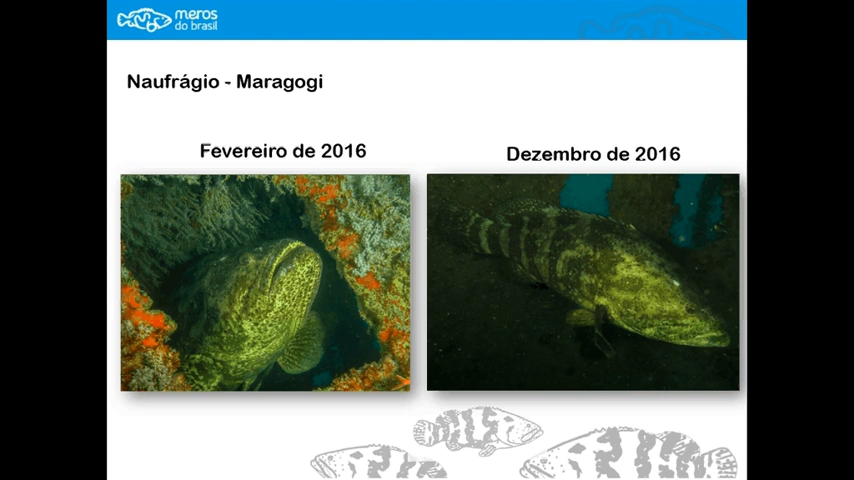 meros
do brasil
Naufrágio - Maragogi
Fevereiro de 2016
Dezembro de 2016